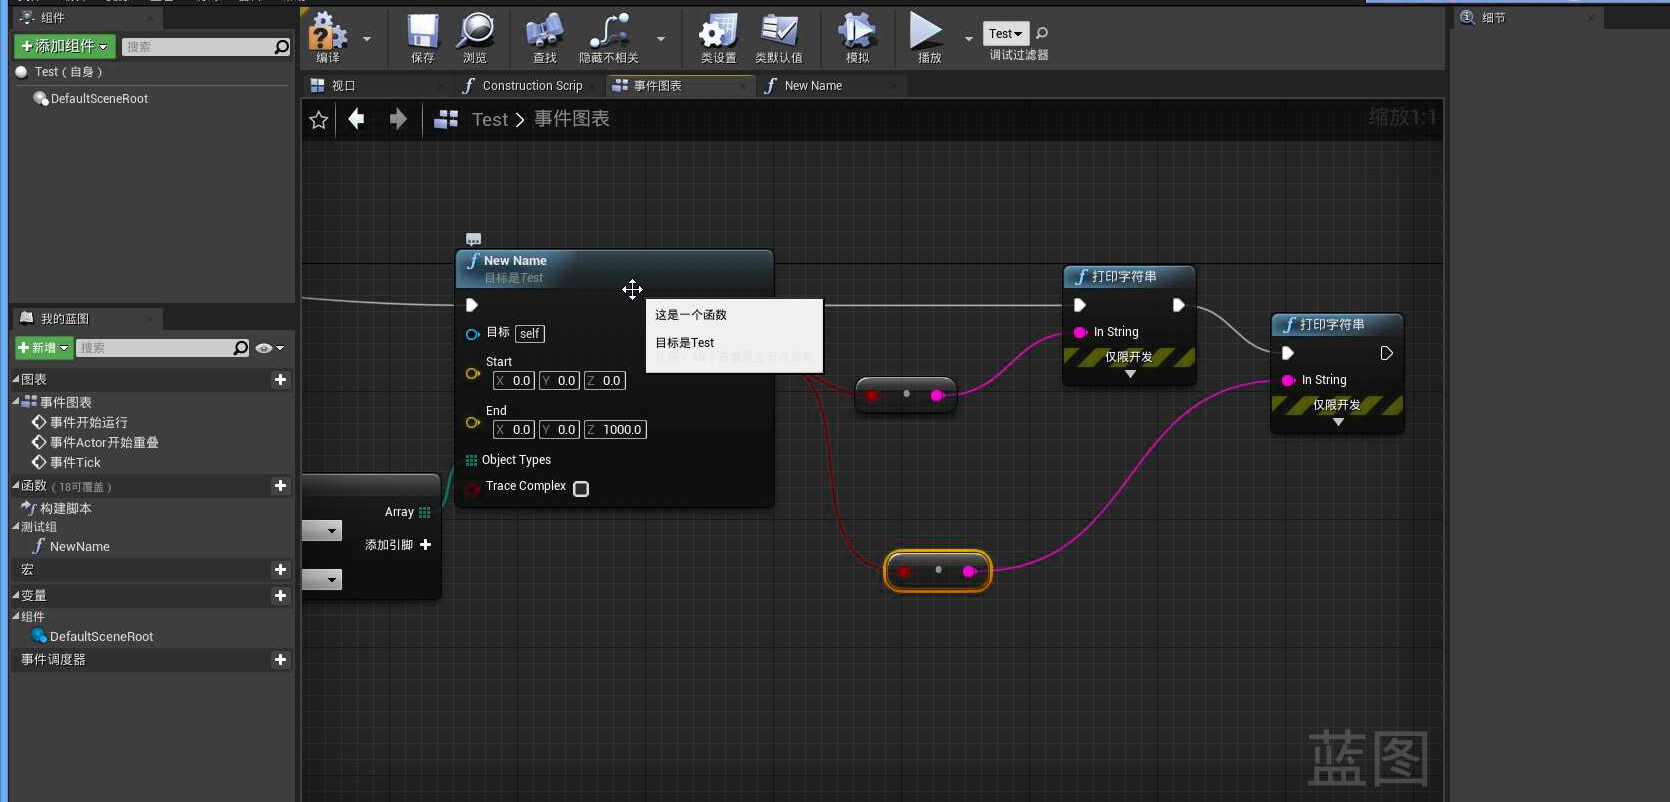 组件
添加组件
搜索
Test（自身）
DefaultSceneRoot
我的蓝图
新增
搜索
图表
事件图表
事件开始运行
事件Actor开始重叠
事件Tick
函数（18可覆盖）
构建脚本
测试组
NewName
宏
变量
组件
DefaultSceneRoot
事件调度器
编译
保存
浏览
查找
隐藏不相关
类设置
类默认值
模拟
播放
Test
调试过滤器
视口
Construction Scrip
事件图表
New Name
Test > 事件图表
缩放1:1
New Name
目标是Test
目标 self
Start
X 0.0 Y 0.0 Z 0.0
End
X 0.0 Y 0.0 Z 1000.0
Object Types
Trace Complex
这是一个函数
目标是Test
Array
添加引脚
打印字符串
In String
仅限开发
打印字符串
In String
仅限开发
蓝图
细节